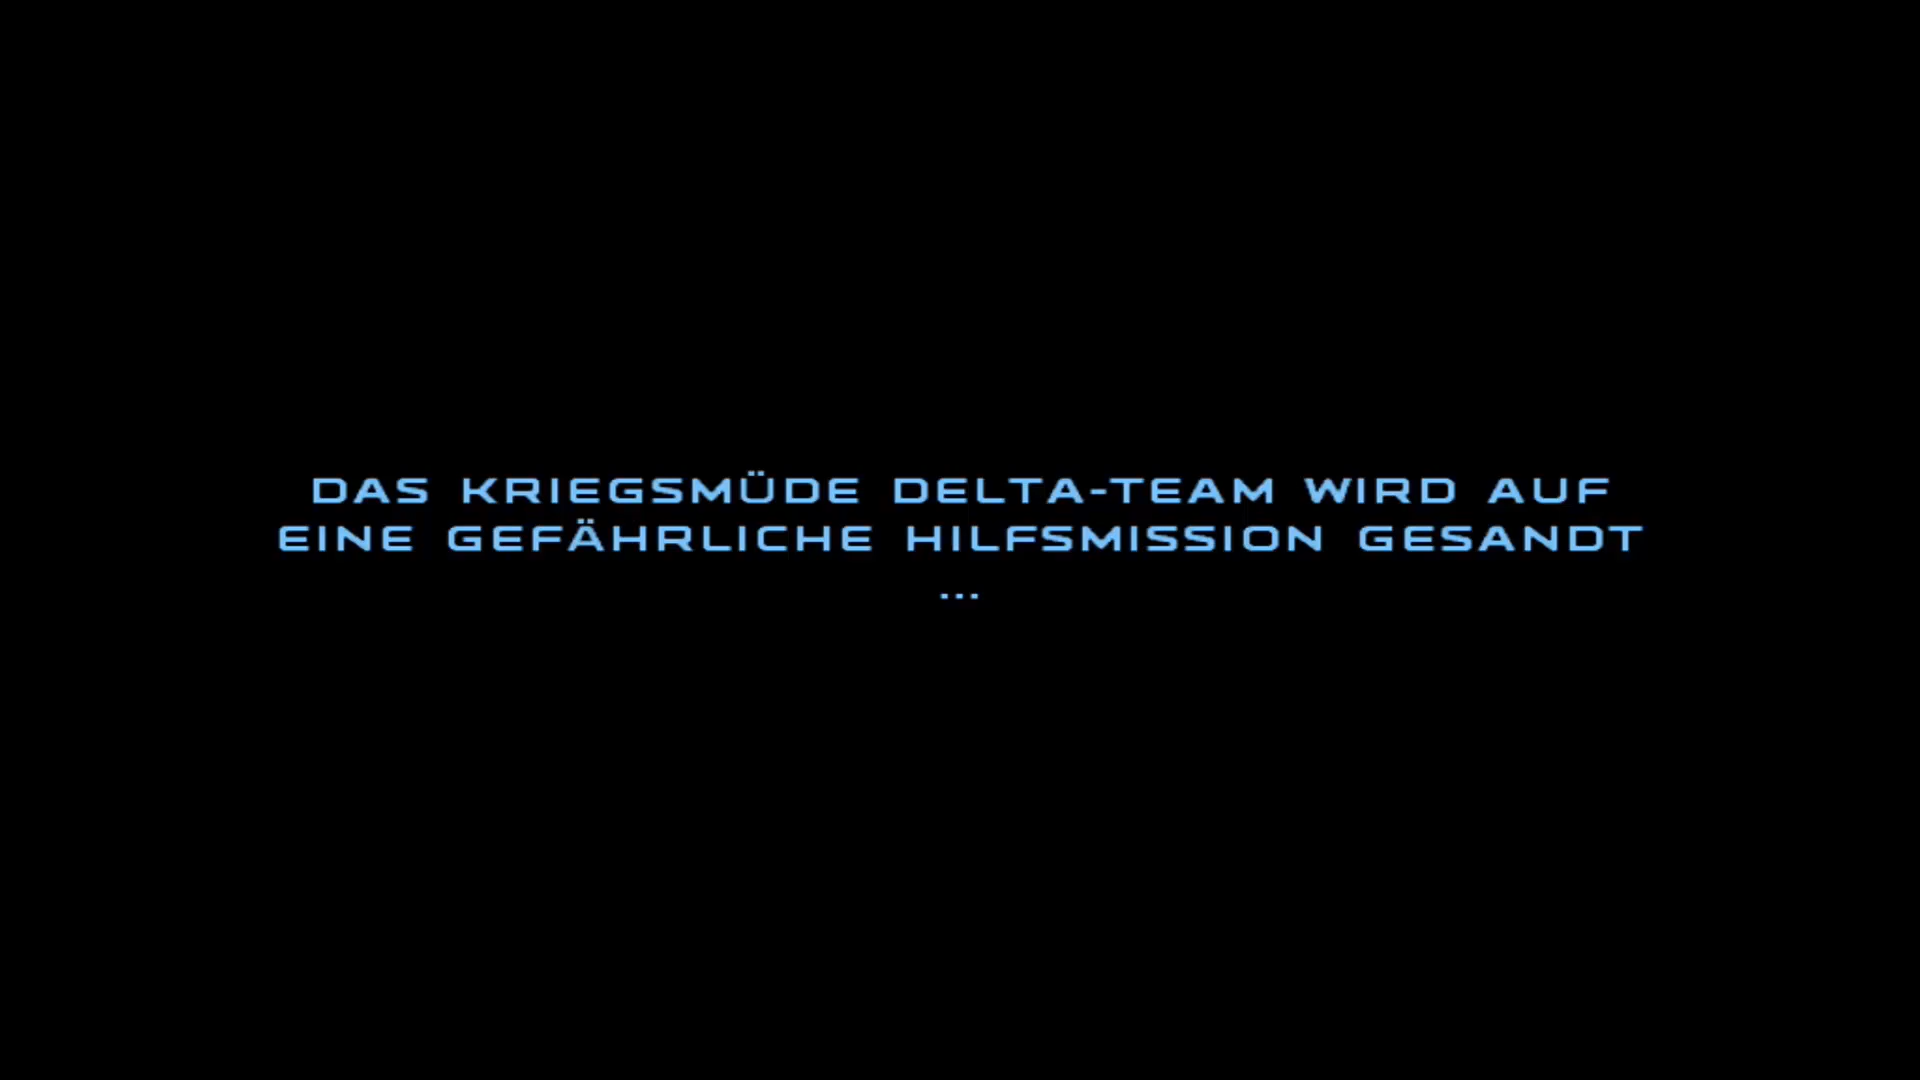 DAS KRIEGSMÜDE DELTA-TEAM WIRD AUF
EINE GEFÄHRLICHE HILFSMISSION GESANDT
...